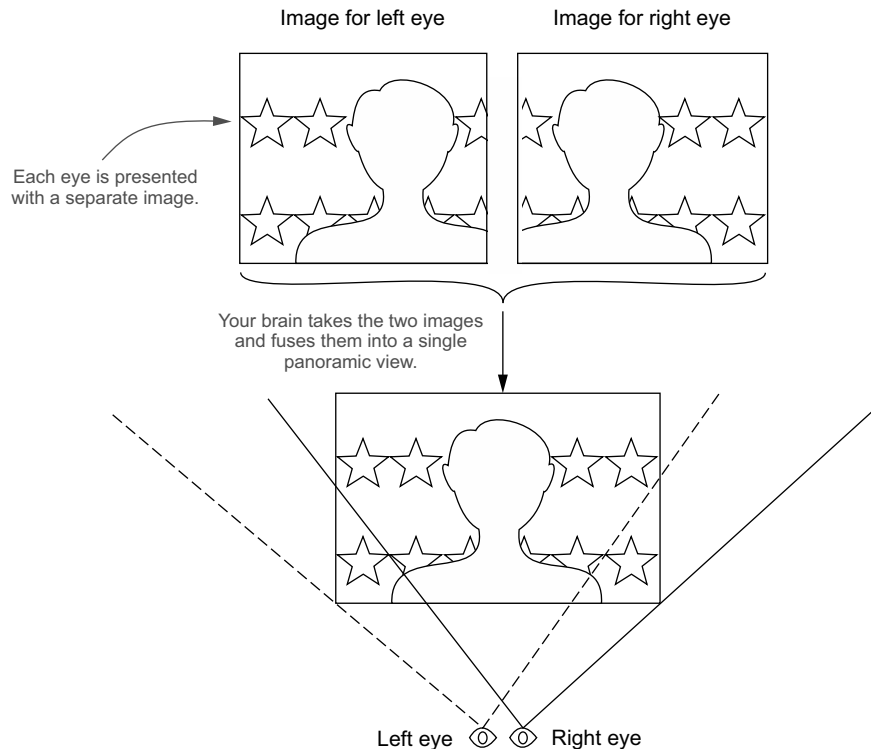 Image for left eye
Image for right eye
Each eye is presented
with a separate image.
Your brain takes the two images
and fuses them into a single
panoramic view.
Left eye
Right eye